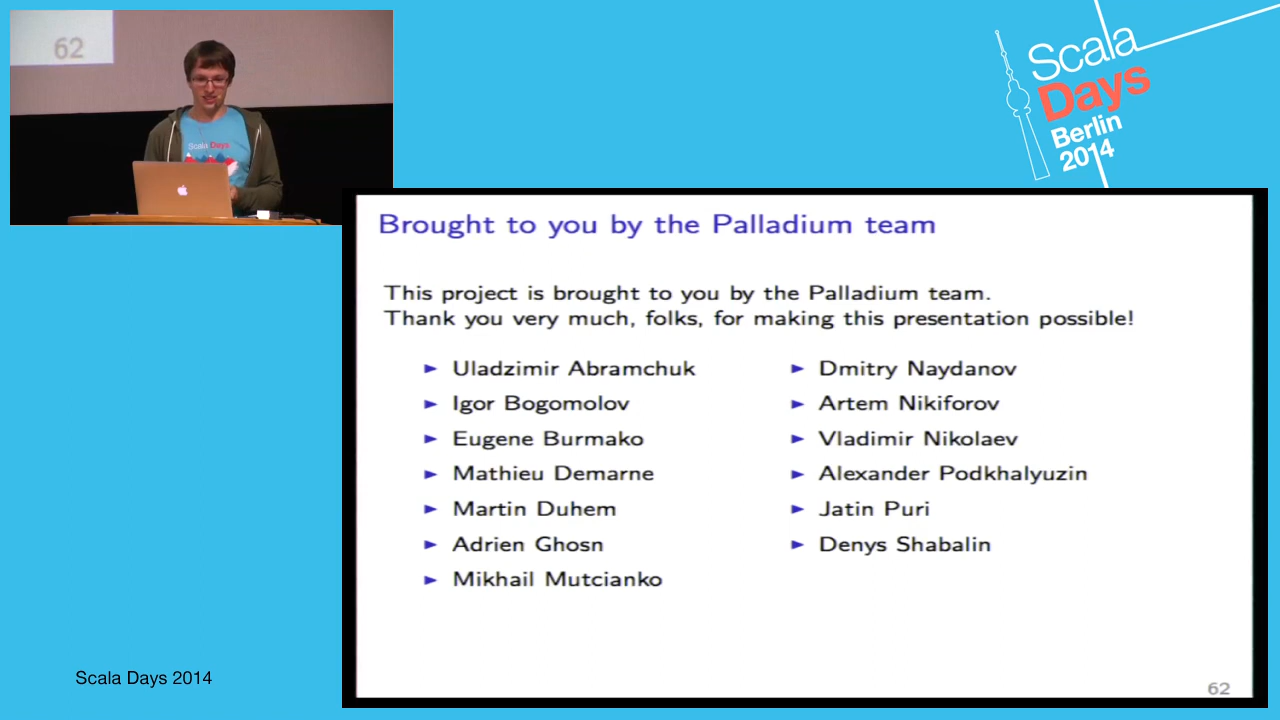 62
Scala Days
Scala
Days
Berlin
2014
Brought to you by the Palladium team
This project is brought to you by the Palladium team.
Thank you very much, folks, for making this presentation possible!
► Uladzimir Abramchuk
► Igor Bogomolov
► Eugene Burmako
► Mathieu Demarne
► Martin Duhem
► Adrien Ghosn
► Mikhail Mutcianko
► Dmitry Naydanov
► Artem Nikiforov
► Vladimir Nikolaev
► Alexander Podkhalyuzin
► Jatin Puri
► Denys Shabalin
62
Scala Days 2014